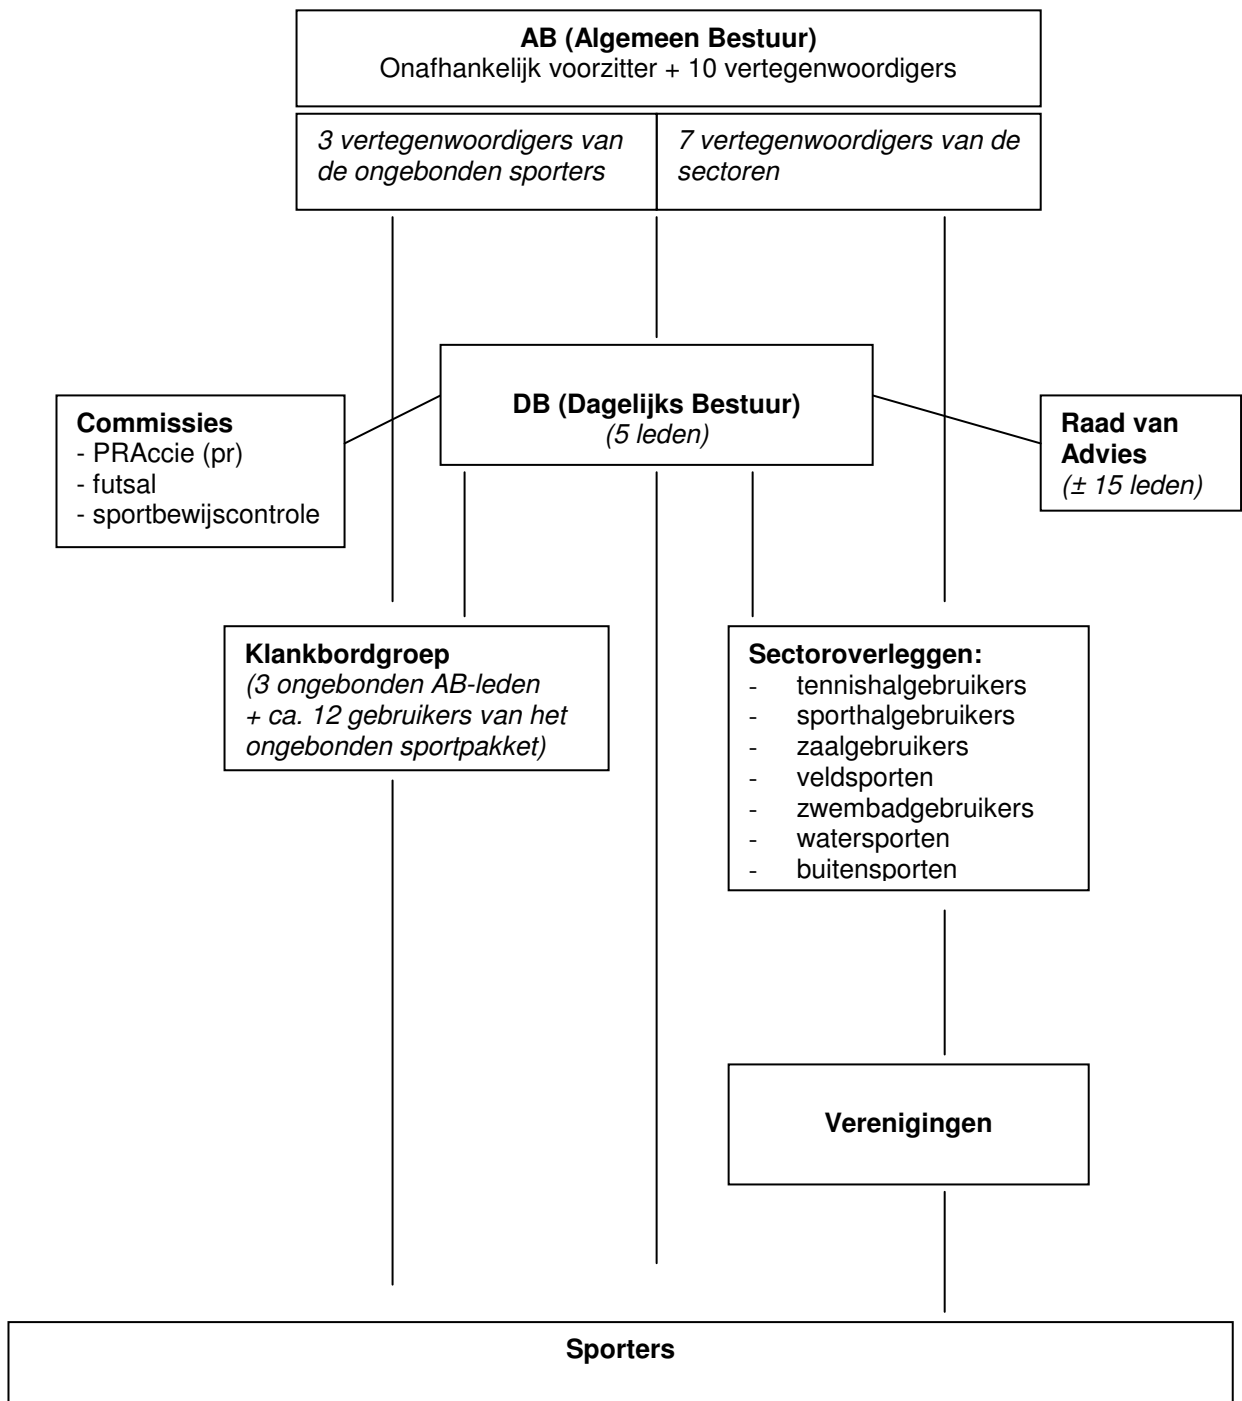 AB (Algemeen Bestuur)
Onafhankelijk voorzitter + 10 vertegenwoordigers
3 vertegenwoordigers van
de ongebonden sporters
7 vertegenwoordigers van de
sectoren
DB (Dagelijks Bestuur)
(5 leden)
Commissies
- PRAccie (pr)
- futsal
- sportbewijscontrole
Raad van
Advies
(± 15 leden)
Klankbordgroep
(3 ongebonden AB-leden
+ ca. 12 gebruikers van het
ongebonden sportpakket)
Sectoroverleggen:
- tennishalgebruikers
- sporthalgebruikers
- zaalgebruikers
- veldsporten
- zwembadgebruikers
- watersporten
- buitensporten
Verenigingen
Sporters